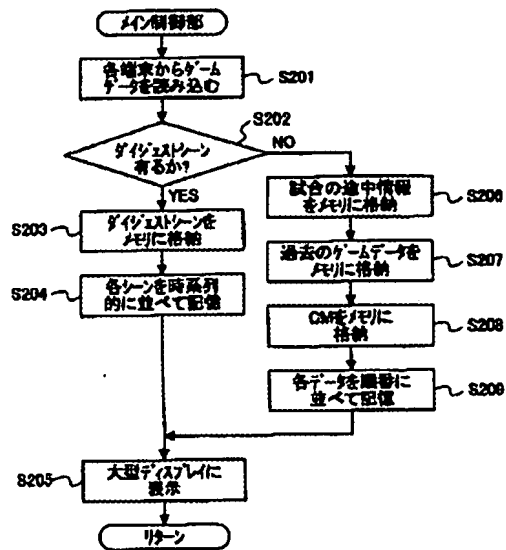 メイン制御部
各端末からゲーム
データを読み込む
S201
S202
ダイジェストシーン
有るか?
NO
YES
S203
ダイジェストシーンを
メモリに格納
S204
各シーンを時系列
的に並べて記憶
試合の途中情報
をメモリに格納
S206
過去のゲームデータを
メモリに格納
S207
CMをメモリに
格納
S208
各データを順番に
並べて記憶
S209
S205
大型ディスプレイに
表示
リターン